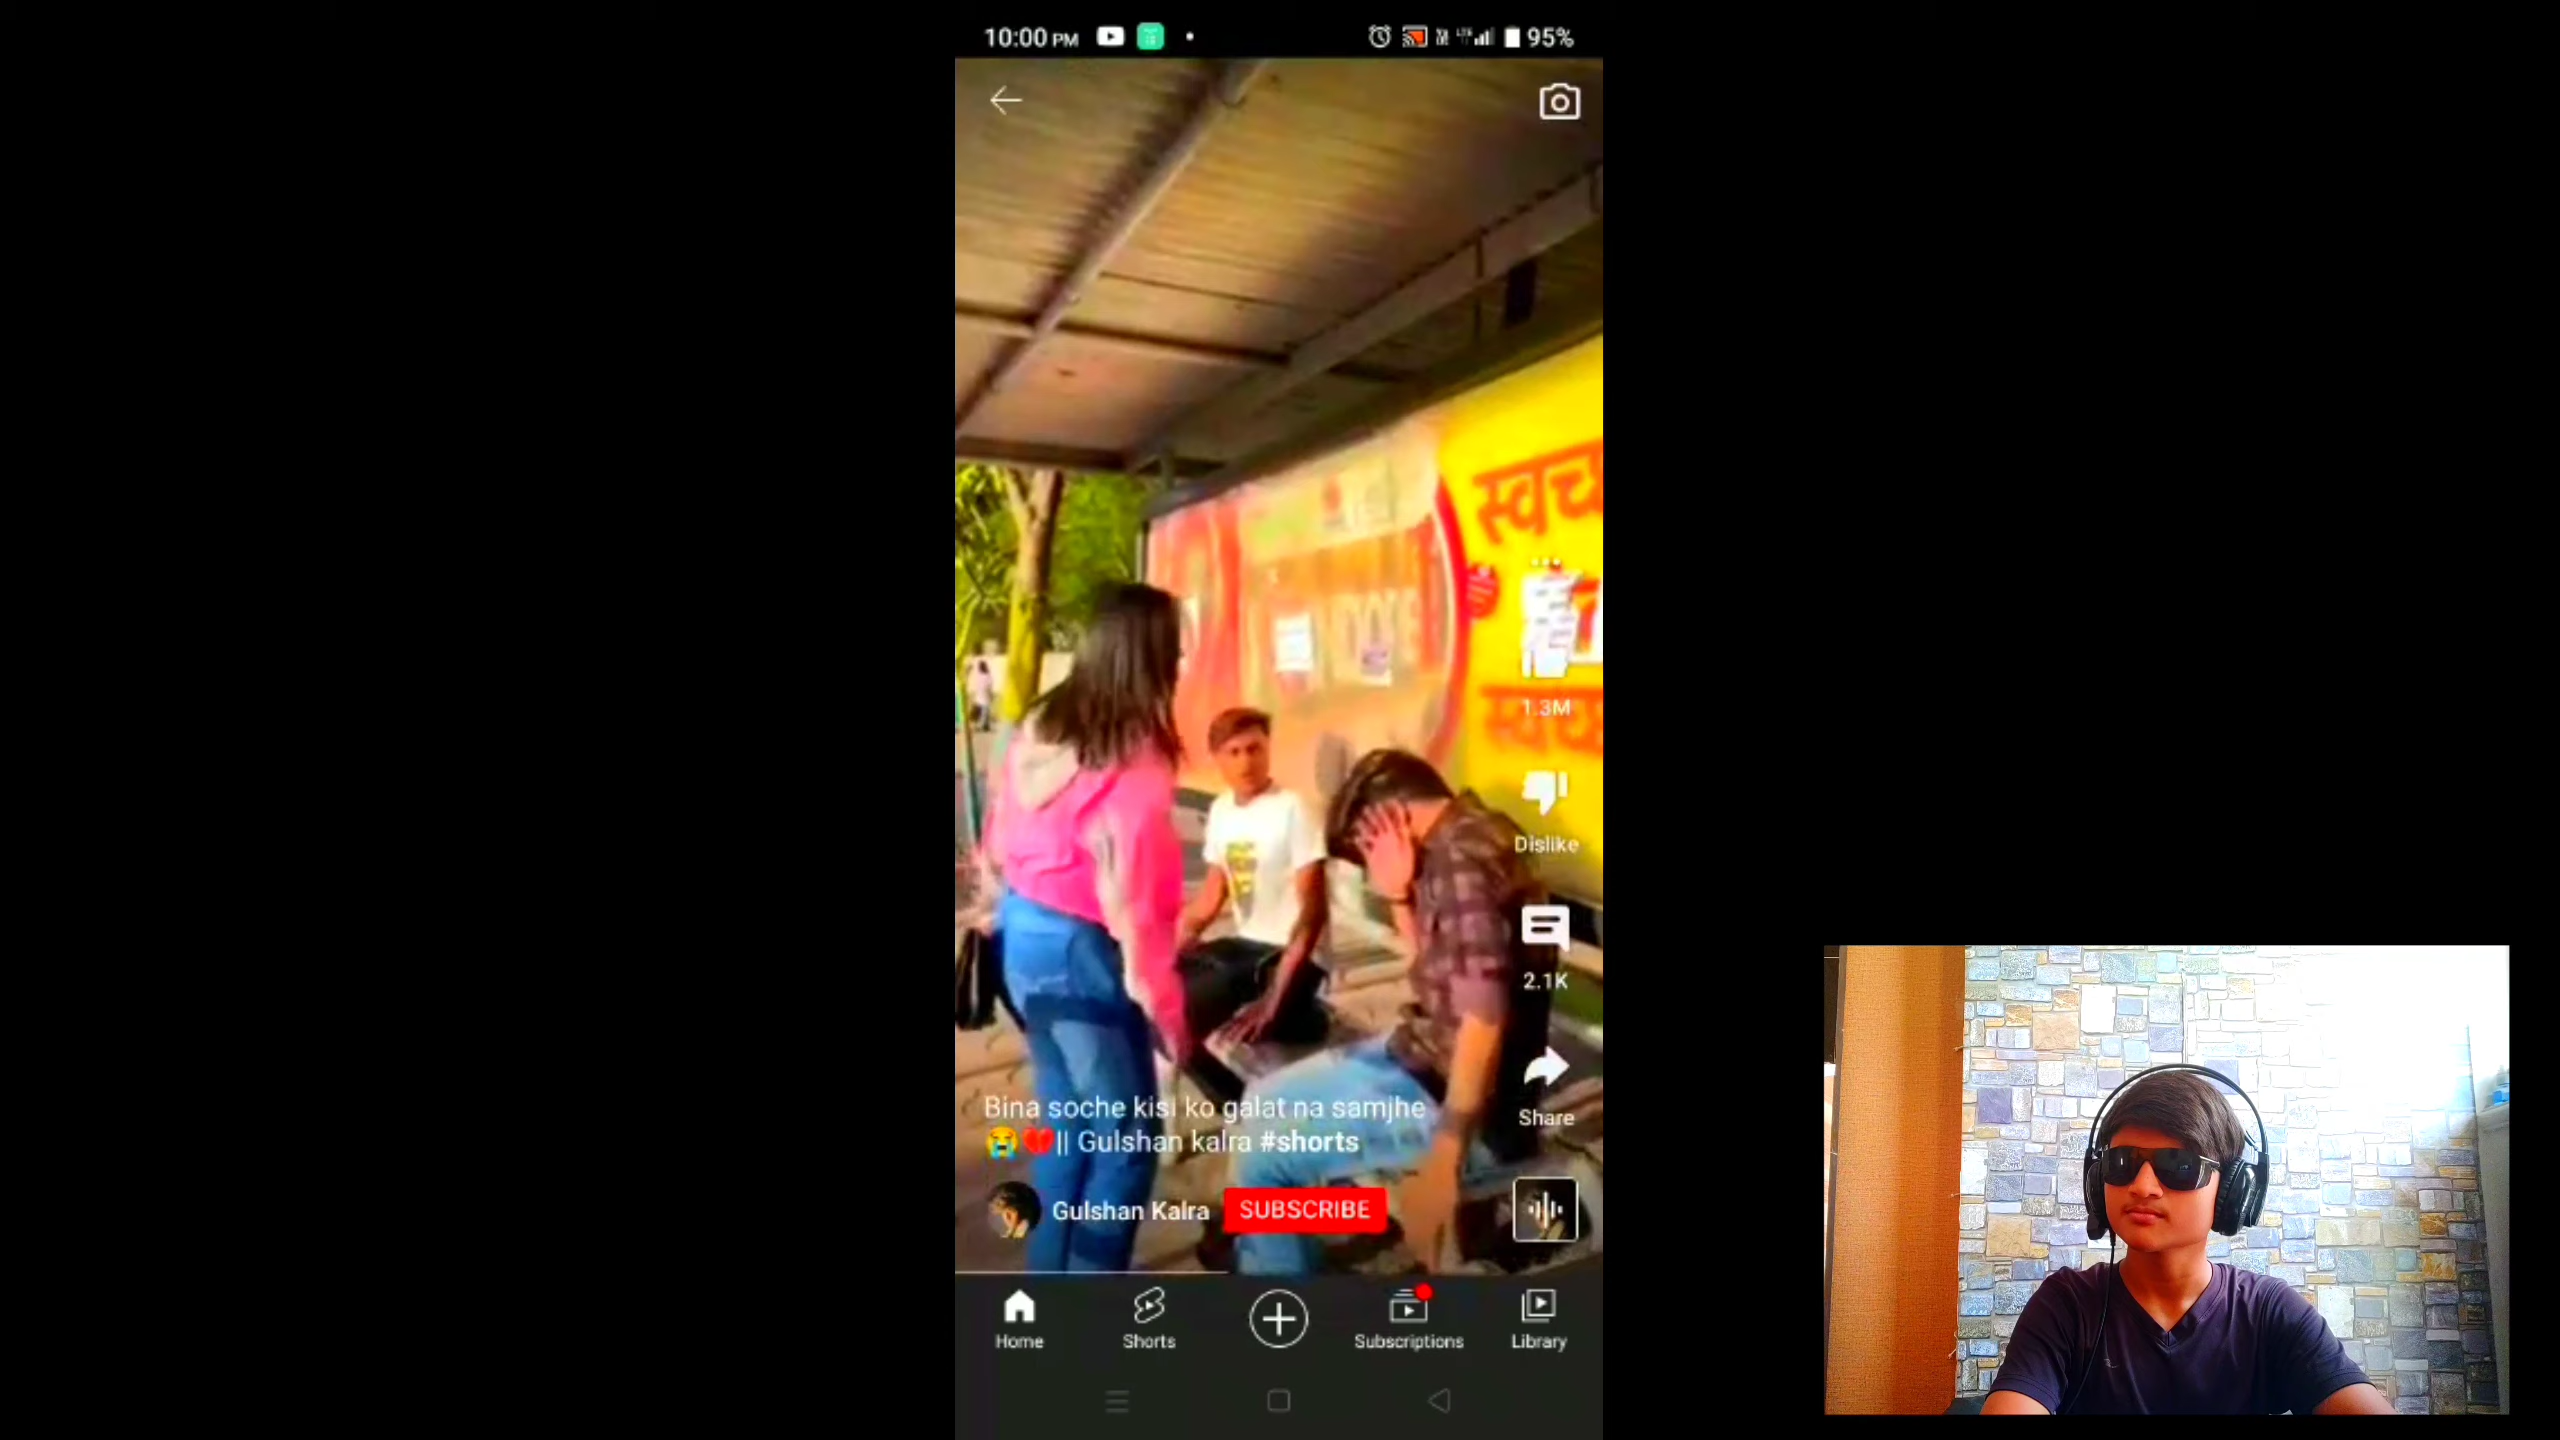 10:00 PM
95%
1.3M
Dislike
2.1K
Share
Bina soche kisi ko galat na samjhe
😭💔|| Gulshan kalra #shorts
Gulshan Kalra SUBSCRIBE
Home Shorts Subscriptions Library